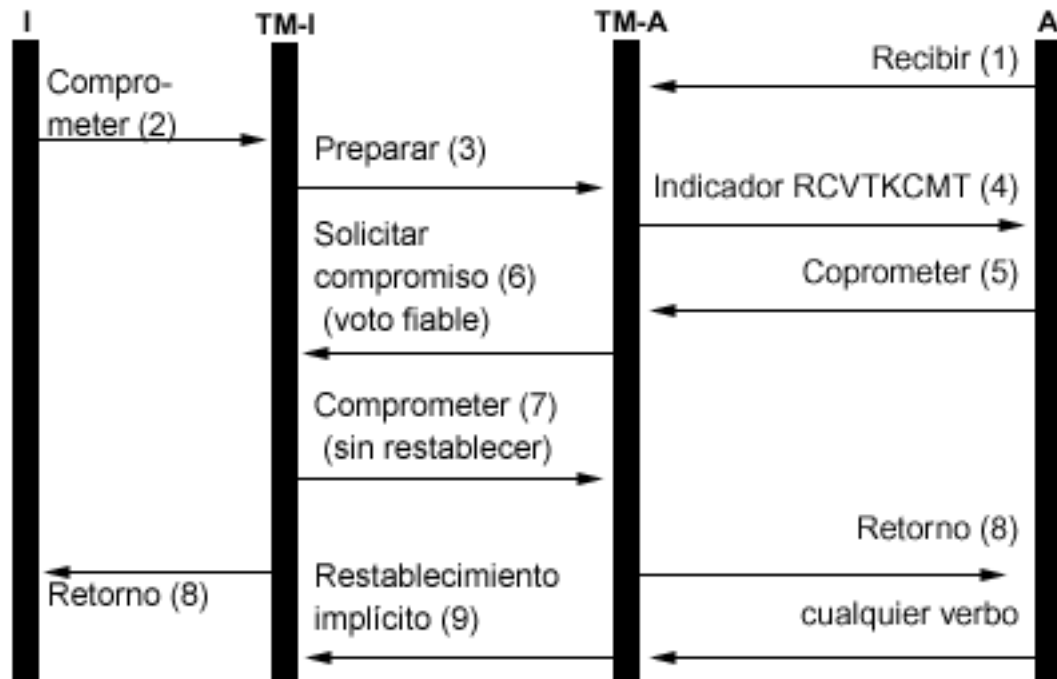 I
TM-I
TM-A
A
Recibir (1)
Compro-
meter (2)
Preparar (3)
Indicador RCVTKCMT (4)
Solicitar
compromiso (6)
(voto fiable)
Coprometer (5)
Comprometer (7)
(sin restablecer)
Retorno (8)
Retorno (8)
Restablecimiento
implícito (9)
cualquier verbo